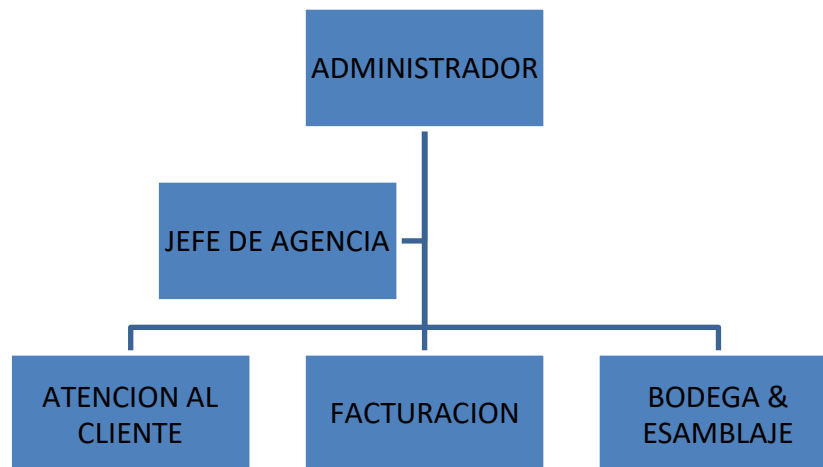 ADMINISTRADOR
JEFE DE AGENCIA
ATENCION AL
CLIENTE
FACTURACION
BODEGA &
ESAMBLAJE